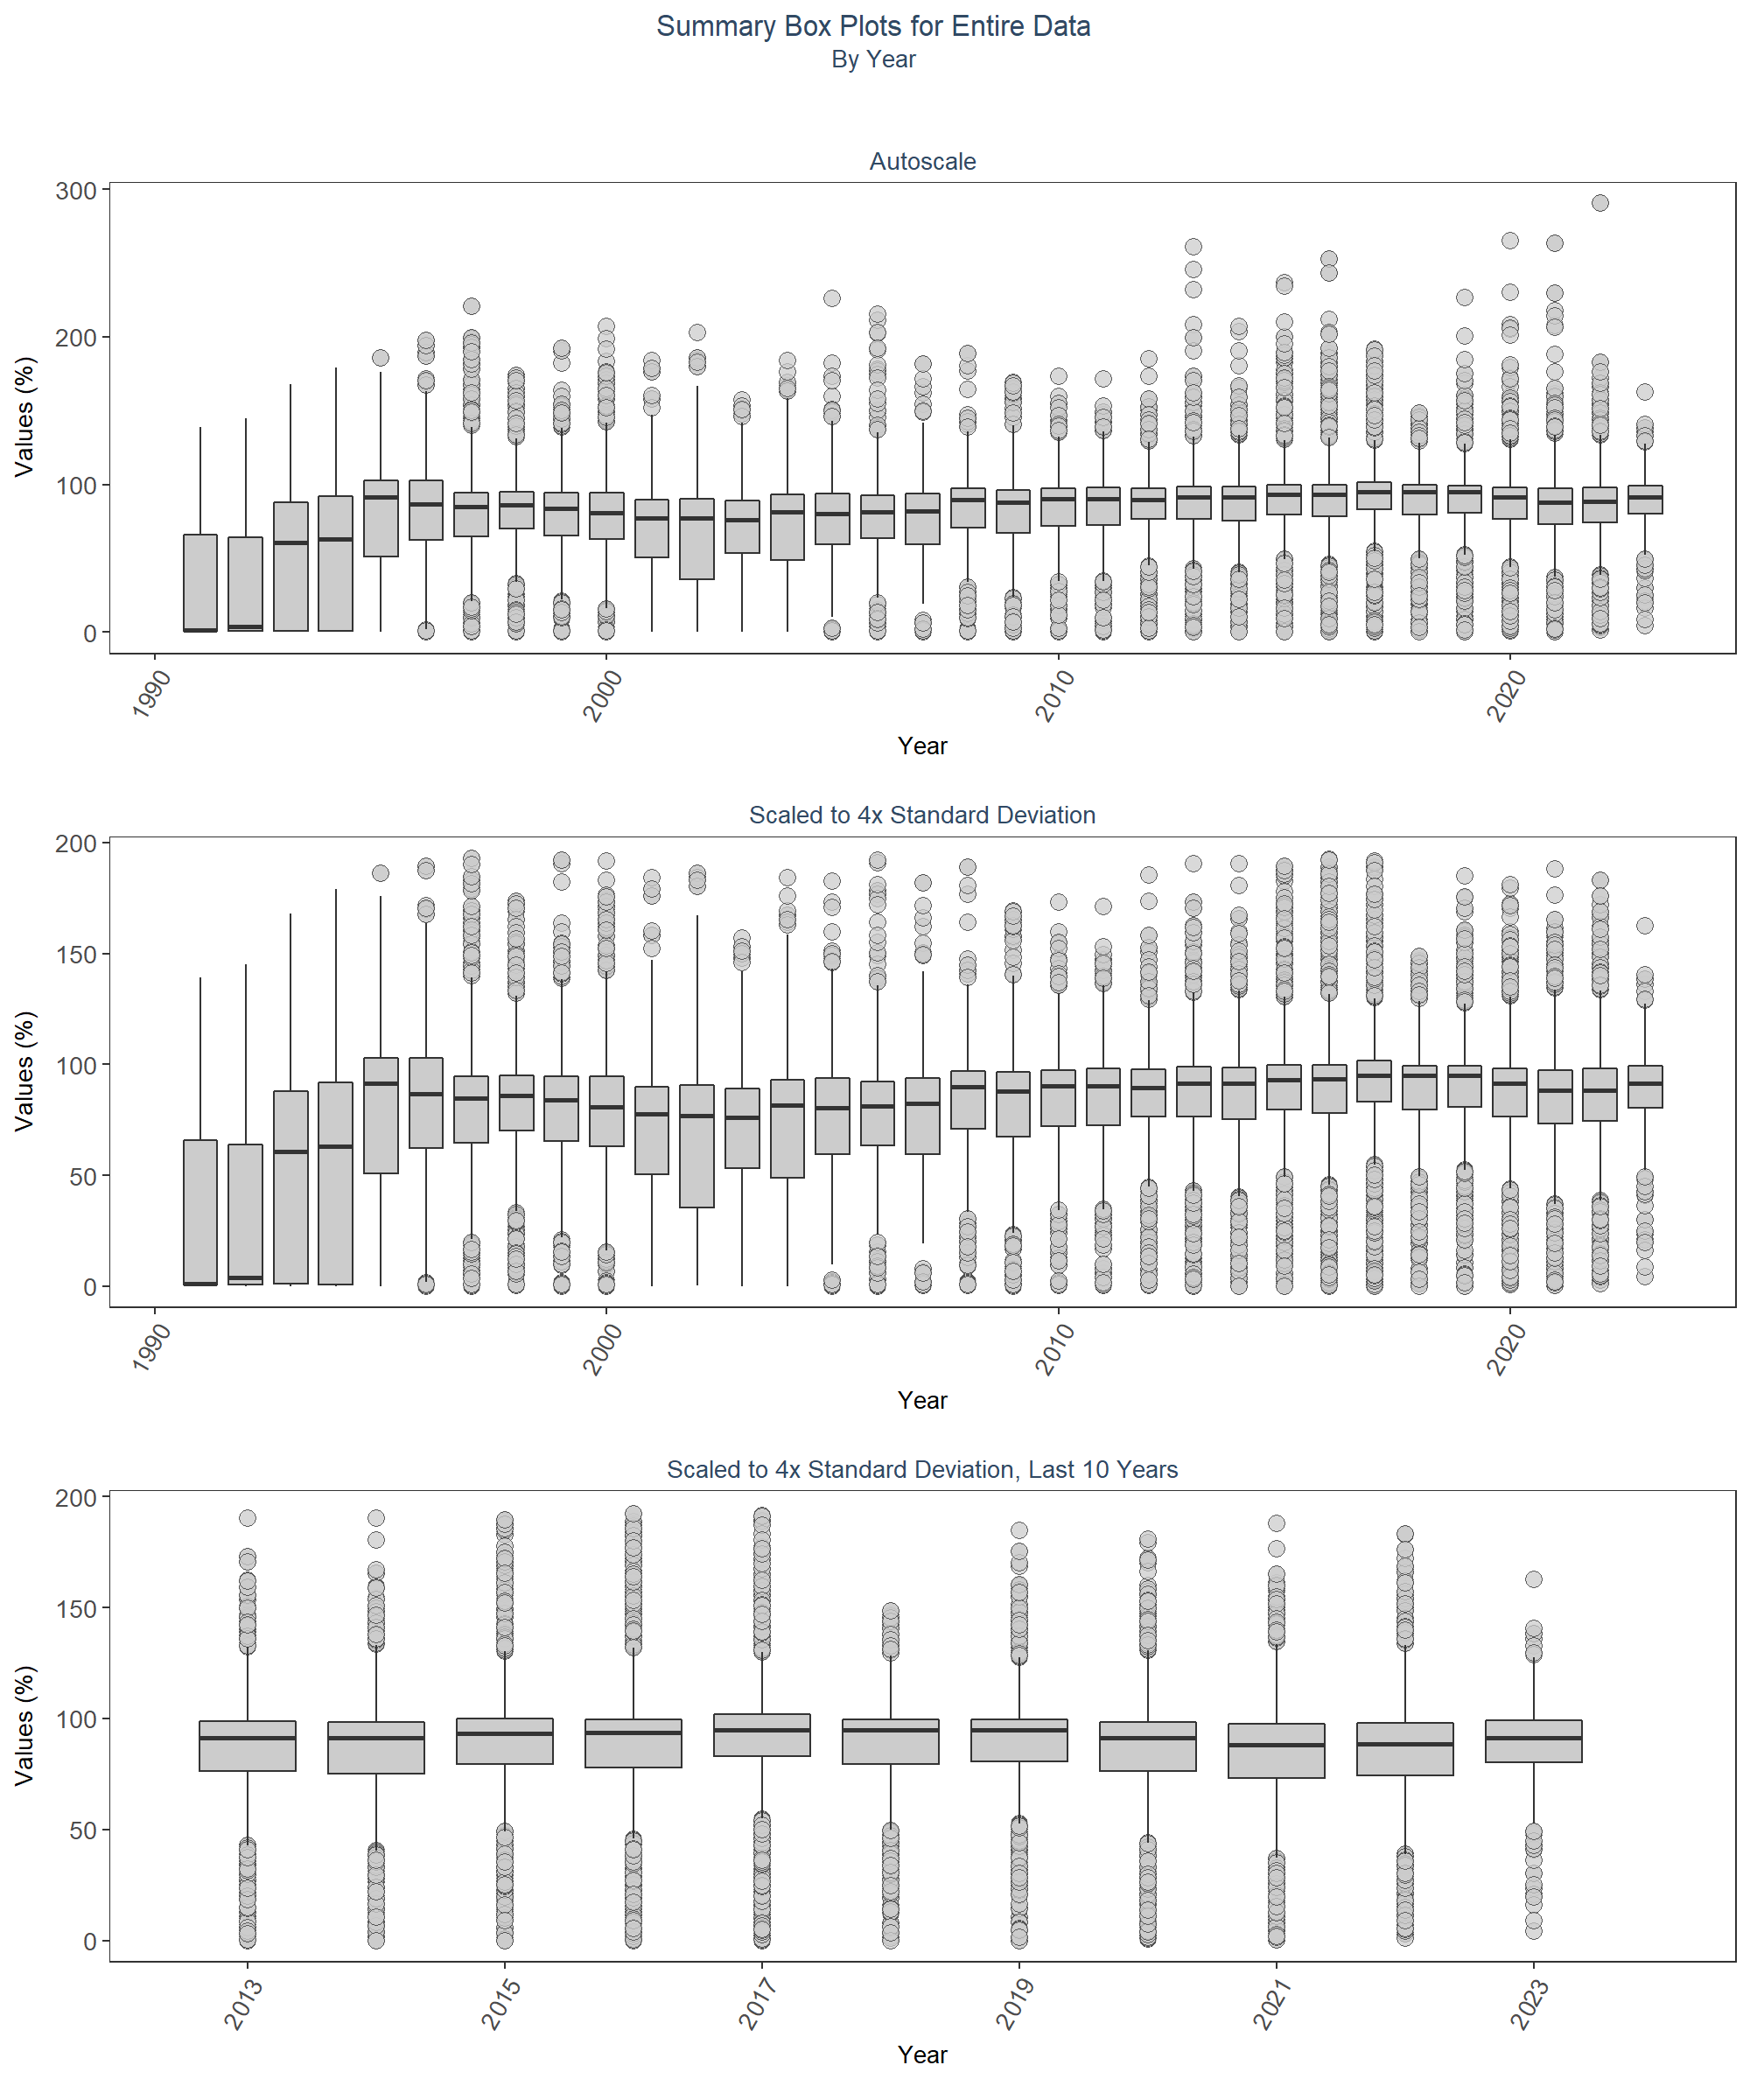 Summary Box Plots for Entire Data
By Year
Autoscale
300
200
100
0
Values (%)
1990
2000
2010
2020
Year
Scaled to 4x Standard Deviation
200
150
100
50
0
Values (%)
1990
2000
2010
2020
Year
Scaled to 4x Standard Deviation, Last 10 Years
200
150
100
50
0
Values (%)
2013
2015
2017
2019
2021
2023
Year